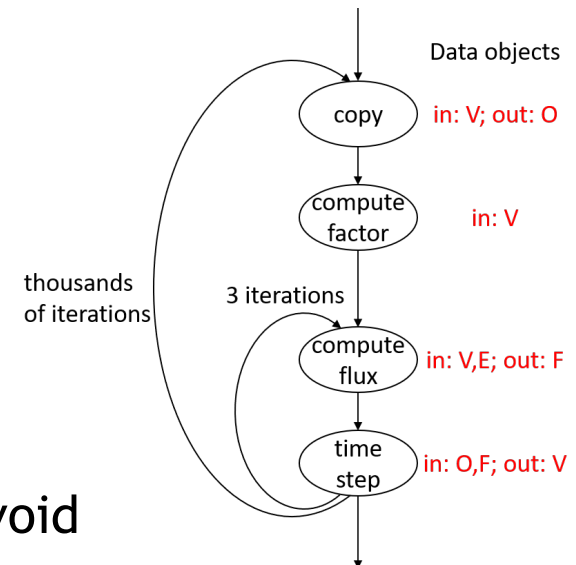 Data objects
copy
in: V; out: O
compute
factor
in: V
thousands
of iterations
3 iterations
compute
flux
in: V,E; out: F
time
step
in: O,F; out: V